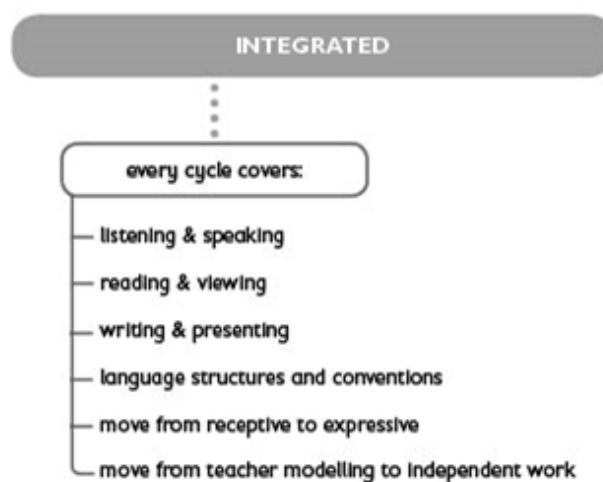 INTEGRATED
every cycle covers:
listening & speaking
reading & viewing
writing & presenting
language structures and conventions
move from receptive to expressive
move from teacher modelling to independent work